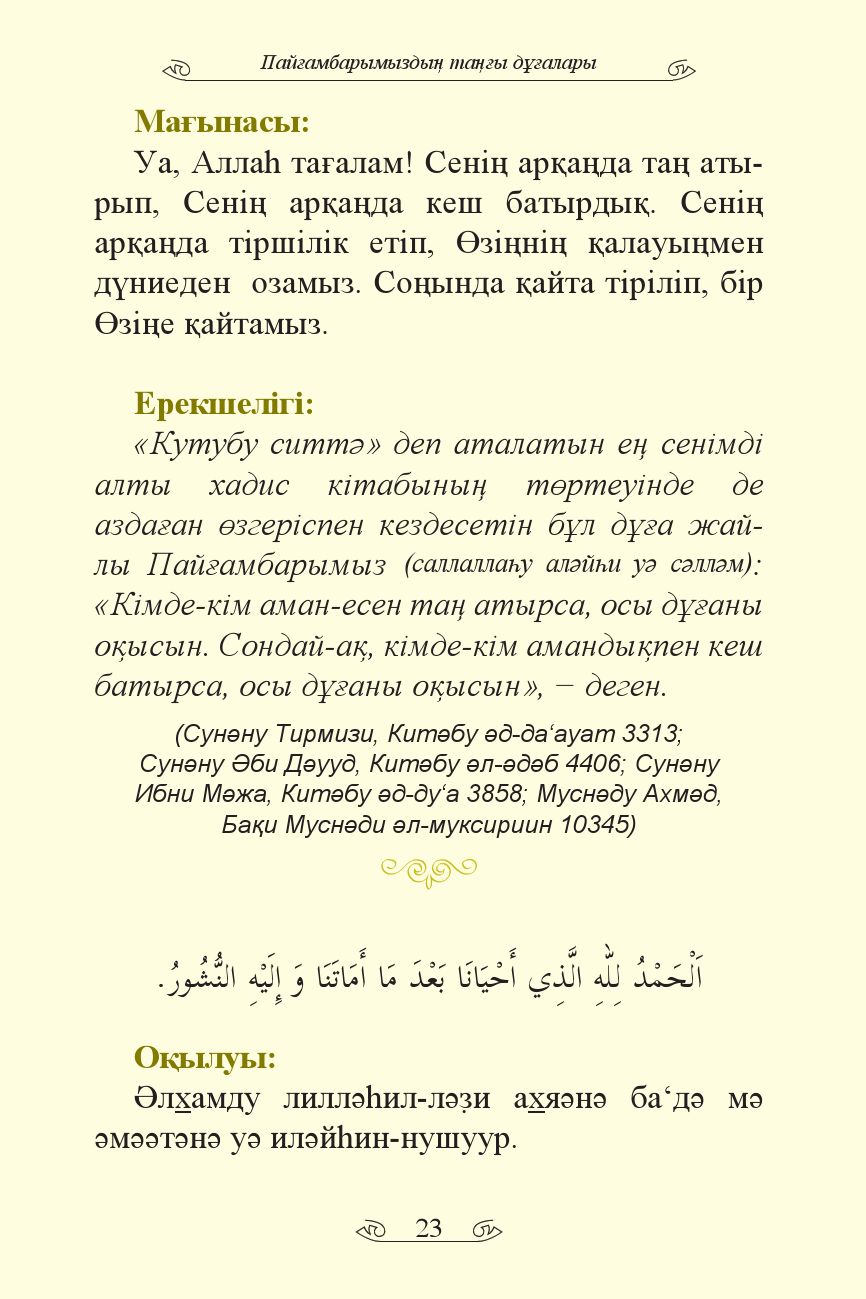 Пайғамбарымыздың таңғы дұғалары
Мағынасы:
Уа, Аллаһ тағалам! Сенің арқаңда таң аты-
рып, Сенің арқаңда кеш батырдық. Сенің
арқаңда тіршілік етіп, Өзіңнің қалауыңмен
дүниеден озамыз. Соңында қайта тіріліп, бір
Өзіңе қайтамыз.
Ерекшелігі:
«Кутубу ситтә» деп аталатын ең сенімді
алты хадис кітабының төртеуінде де
аздаған өзгеріспен кездесетін бұл дұға жай-
лы Пайғамбарымыз (саллаллаһу аләйһи уә сәлләм):
«Кімде-кім аман-есен таң атырса, осы дұғаны
оқысын. Сондай-ақ, кімде-кім амандықпен кеш
батырса, осы дұғаны оқысын», − деген.
(Сунәну Тирмизи, Китәбу әд-да‘ауат 3313;
Сунәну Әби Дәууд, Китәбу әл-әдәб 4406; Сунәну
Ибни Мәжа, Китәбу әд-ду‘а 3858; Муснәду Ахмәд,
Бақи Муснәди әл-муксириин 10345)
اَلْحَمْدُ لِلّٰهِ الَّذِي أَحْيَانَا بَعْدَ مَا أَمَاتَنَا وَ إِلَيْهِ النُّشُورُ.
Оқылуы:
Әлхамду лилләһил-ләẓи ахяәнә ба‘дә мә
әмәәтәнә уә иләйһин-нушуур.
23